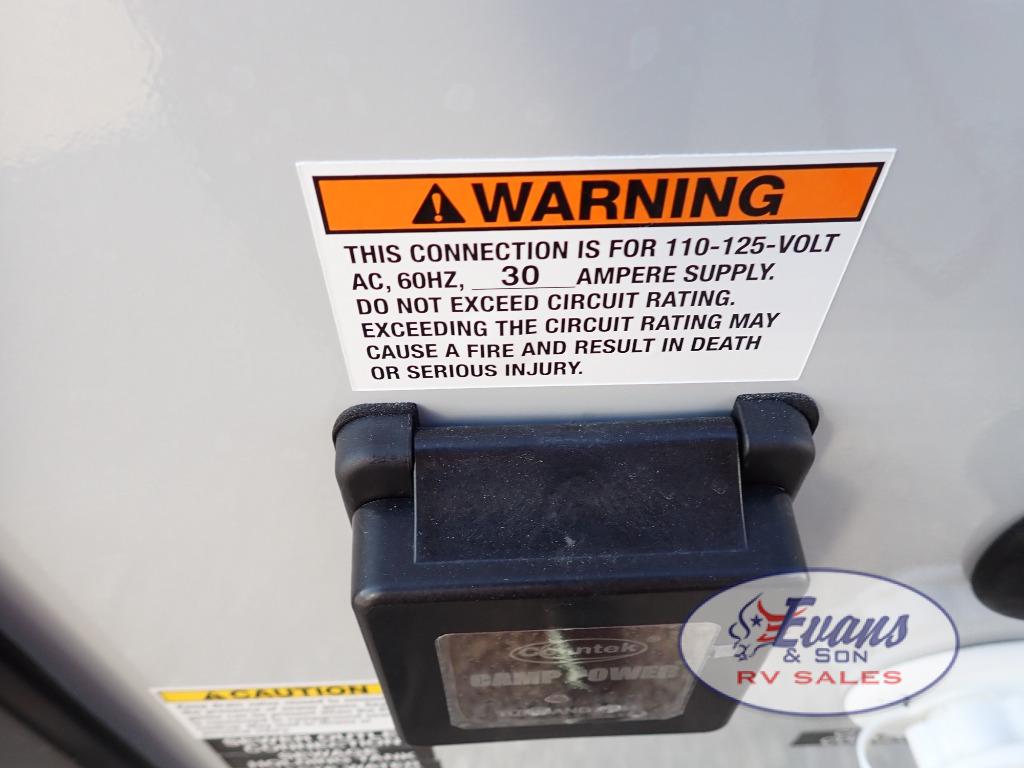 WARNING
THIS CONNECTION IS FOR 110-125-VOLT
AC, 60HZ, 30 AMPERE SUPPLY.
DO NOT EXCEED CIRCUIT RATING.
EXCEEDING THE CIRCUIT RATING MAY
CAUSE A FIRE AND RESULT IN DEATH
OR SERIOUS INJURY.
CAMP POWER
Evans
& SON
RV SALES
CAUTION
HOLDING TANK